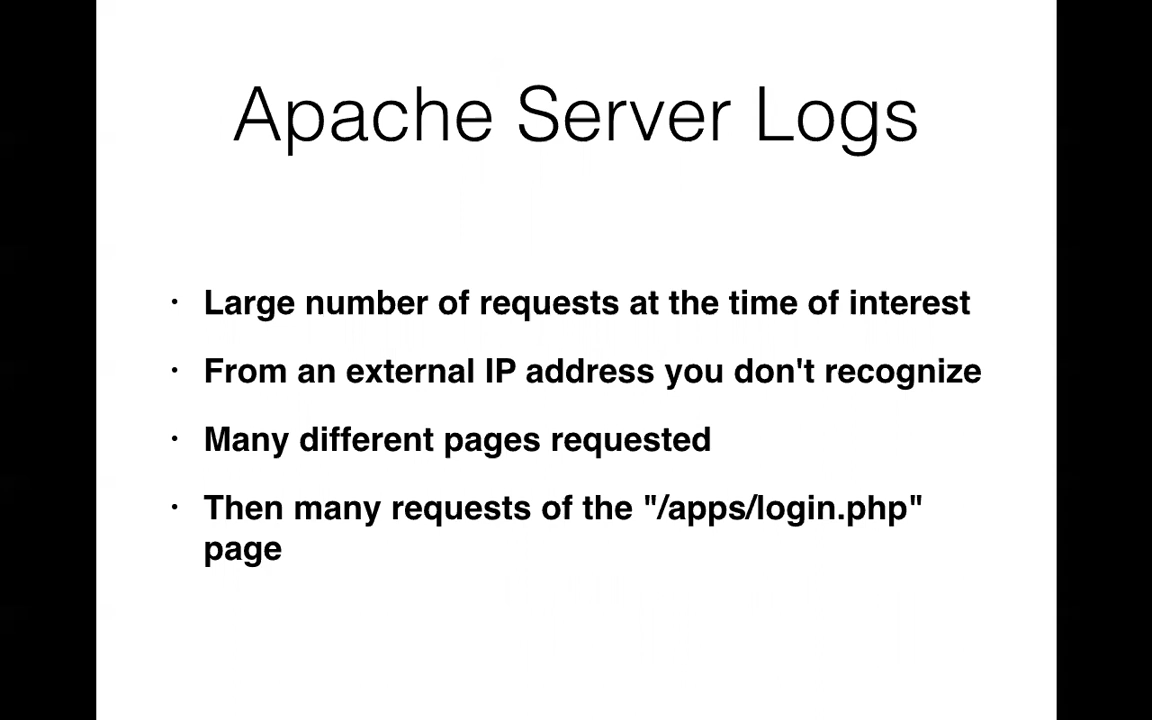 Apache Server Logs
· Large number of requests at the time of interest
· From an external IP address you don't recognize
· Many different pages requested
· Then many requests of the "/apps/login.php"
page